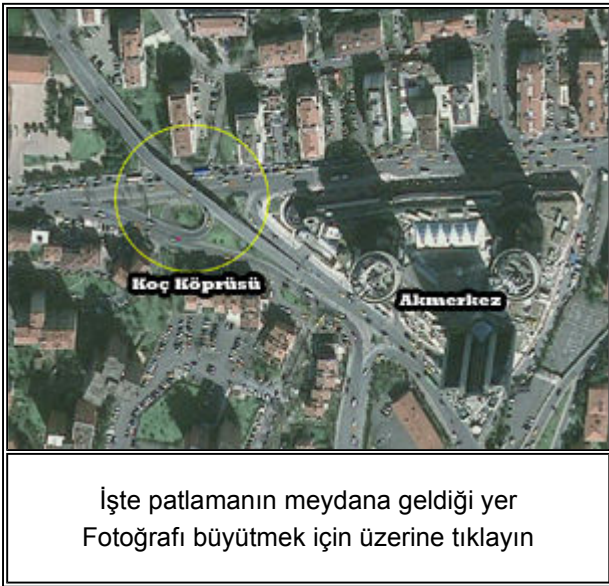 Koç Köprüsü
Akmerkez
İşte patlamanın meydana geldiği yer
Fotoğrafı büyütmek için üzerine tıklayın